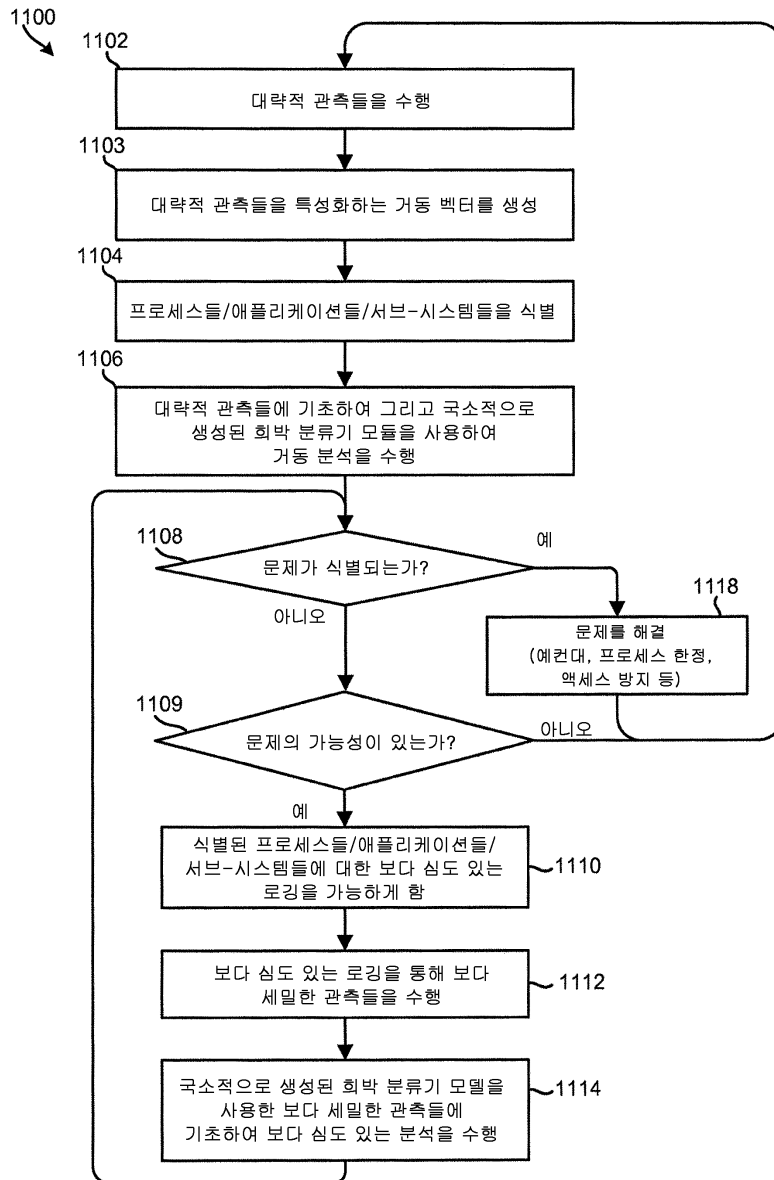 1100
1102
대략적 관측들을 수행
1103
대략적 관측들을 특성화하는 거동 벡터를 생성
1104
프로세스들/애플리케이션들/서브-시스템들을 식별
1106
대략적 관측들에 기초하여 그리고 국소적으로
생성된 희박 분류기 모듈을 사용하여
거동 분석을 수행
1108
문제가 식별되는가?
예
아니오
1118
문제를 해결
(예컨대, 프로세스 한정,
액세스 방지 등)
1109
문제의 가능성이 있는가?
아니오
예
식별된 프로세스들/애플리케이션들/
서브-시스템들에 대한 보다 심도 있는
로깅을 가능하게 함
1110
보다 심도 있는 로깅을 통해 보다
세밀한 관측들을 수행
1112
국소적으로 생성된 희박 분류기 모델을
사용한 보다 세밀한 관측들에
기초하여 보다 심도 있는 분석을 수행
1114